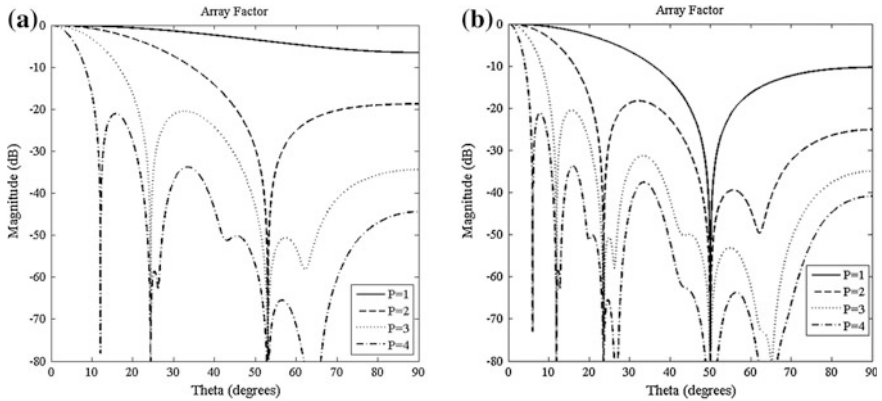 (a)
Array Factor
Magnitude (dB)
0
-10
-20
-30
-40
-50
-60
-70
-80
0 10 20 30 40 50 60 70 80 90
Theta (degrees)
P=1
P=2
P=3
P=4
(b)
Array Factor
Magnitude (dB)
0
-10
-20
-30
-40
-50
-60
-70
-80
0 10 20 30 40 50 60 70 80 90
Theta (degrees)
P=1
P=2
P=3
P=4